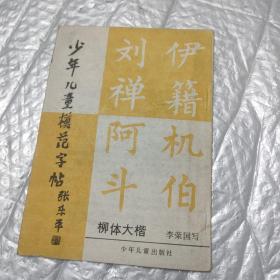 少年儿童模范字帖
张乐平
伊籍机伯
刘禅阿斗
柳体大楷
李荣国写
少年儿童出版社